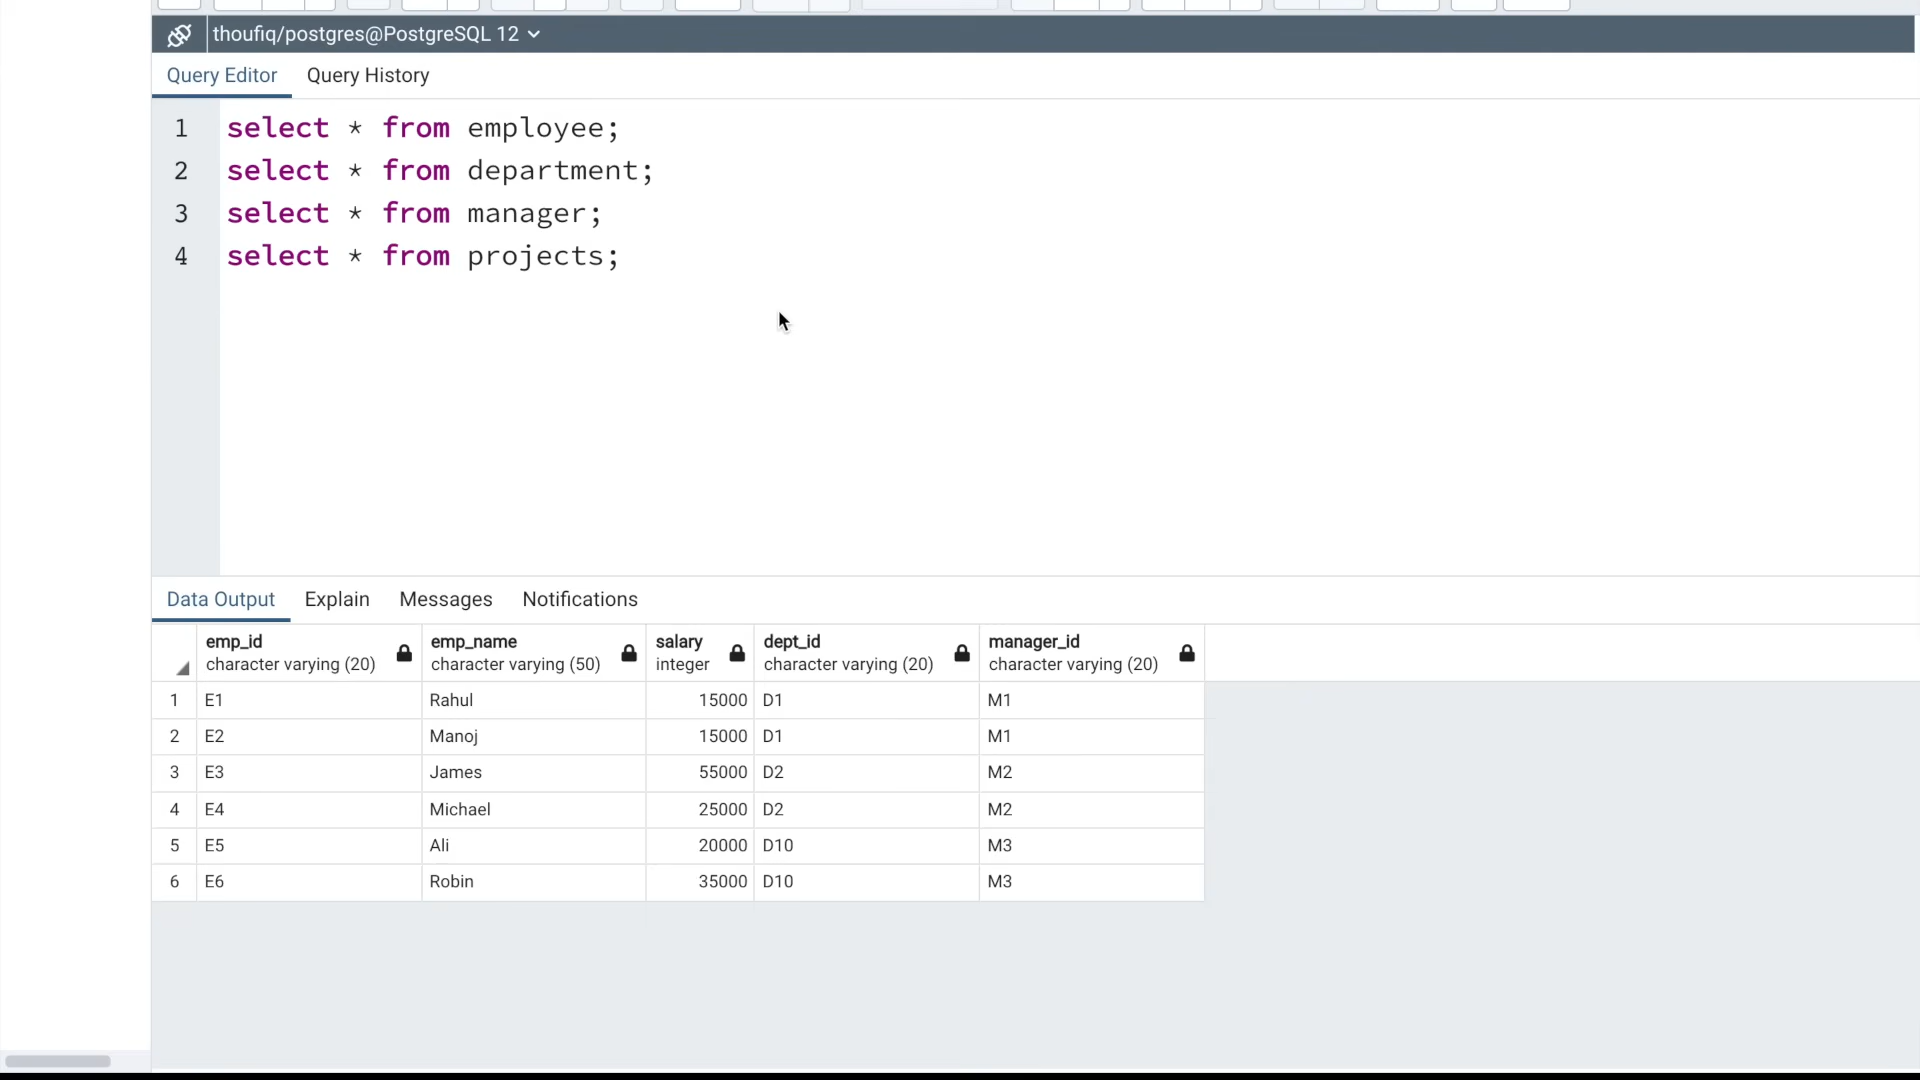 thoufiq/postgres@PostgreSQL 12
Query Editor Query History
1 select * from employee;
2 select * from department;
3 select * from manager;
4 select * from projects;
Data Output Explain Messages Notifications
emp_id emp_name salary dept_id manager_id
character varying (20) character varying (50) integer character varying (20) character varying (20)
1 E1 Rahul 15000 D1 M1
2 E2 Manoj 15000 D1 M1
3 E3 James 55000 D2 M2
4 E4 Michael 25000 D2 M2
5 E5 Ali 20000 D10 M3
6 E6 Robin 35000 D10 M3